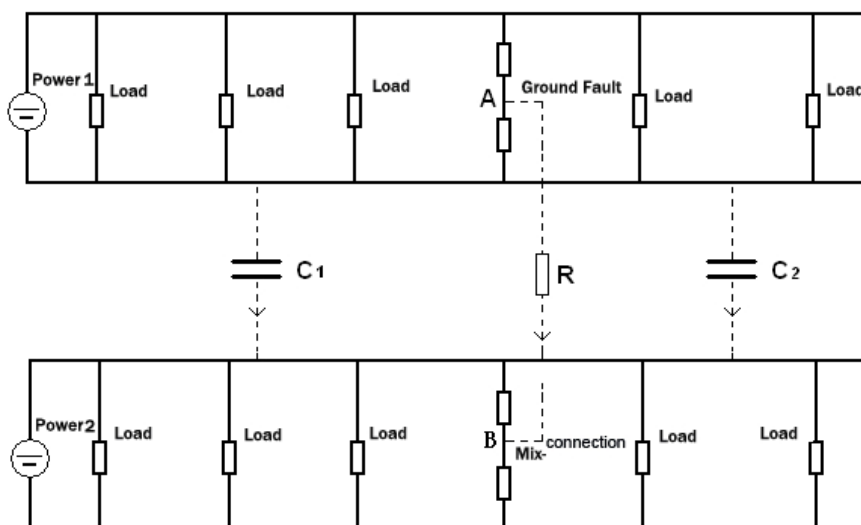 Power 1
Load
Load
Load
A
Ground Fault
Load
Load
C1
R
C2
Power2
Load
Load
Load
B
Mix-connection
Load
Load